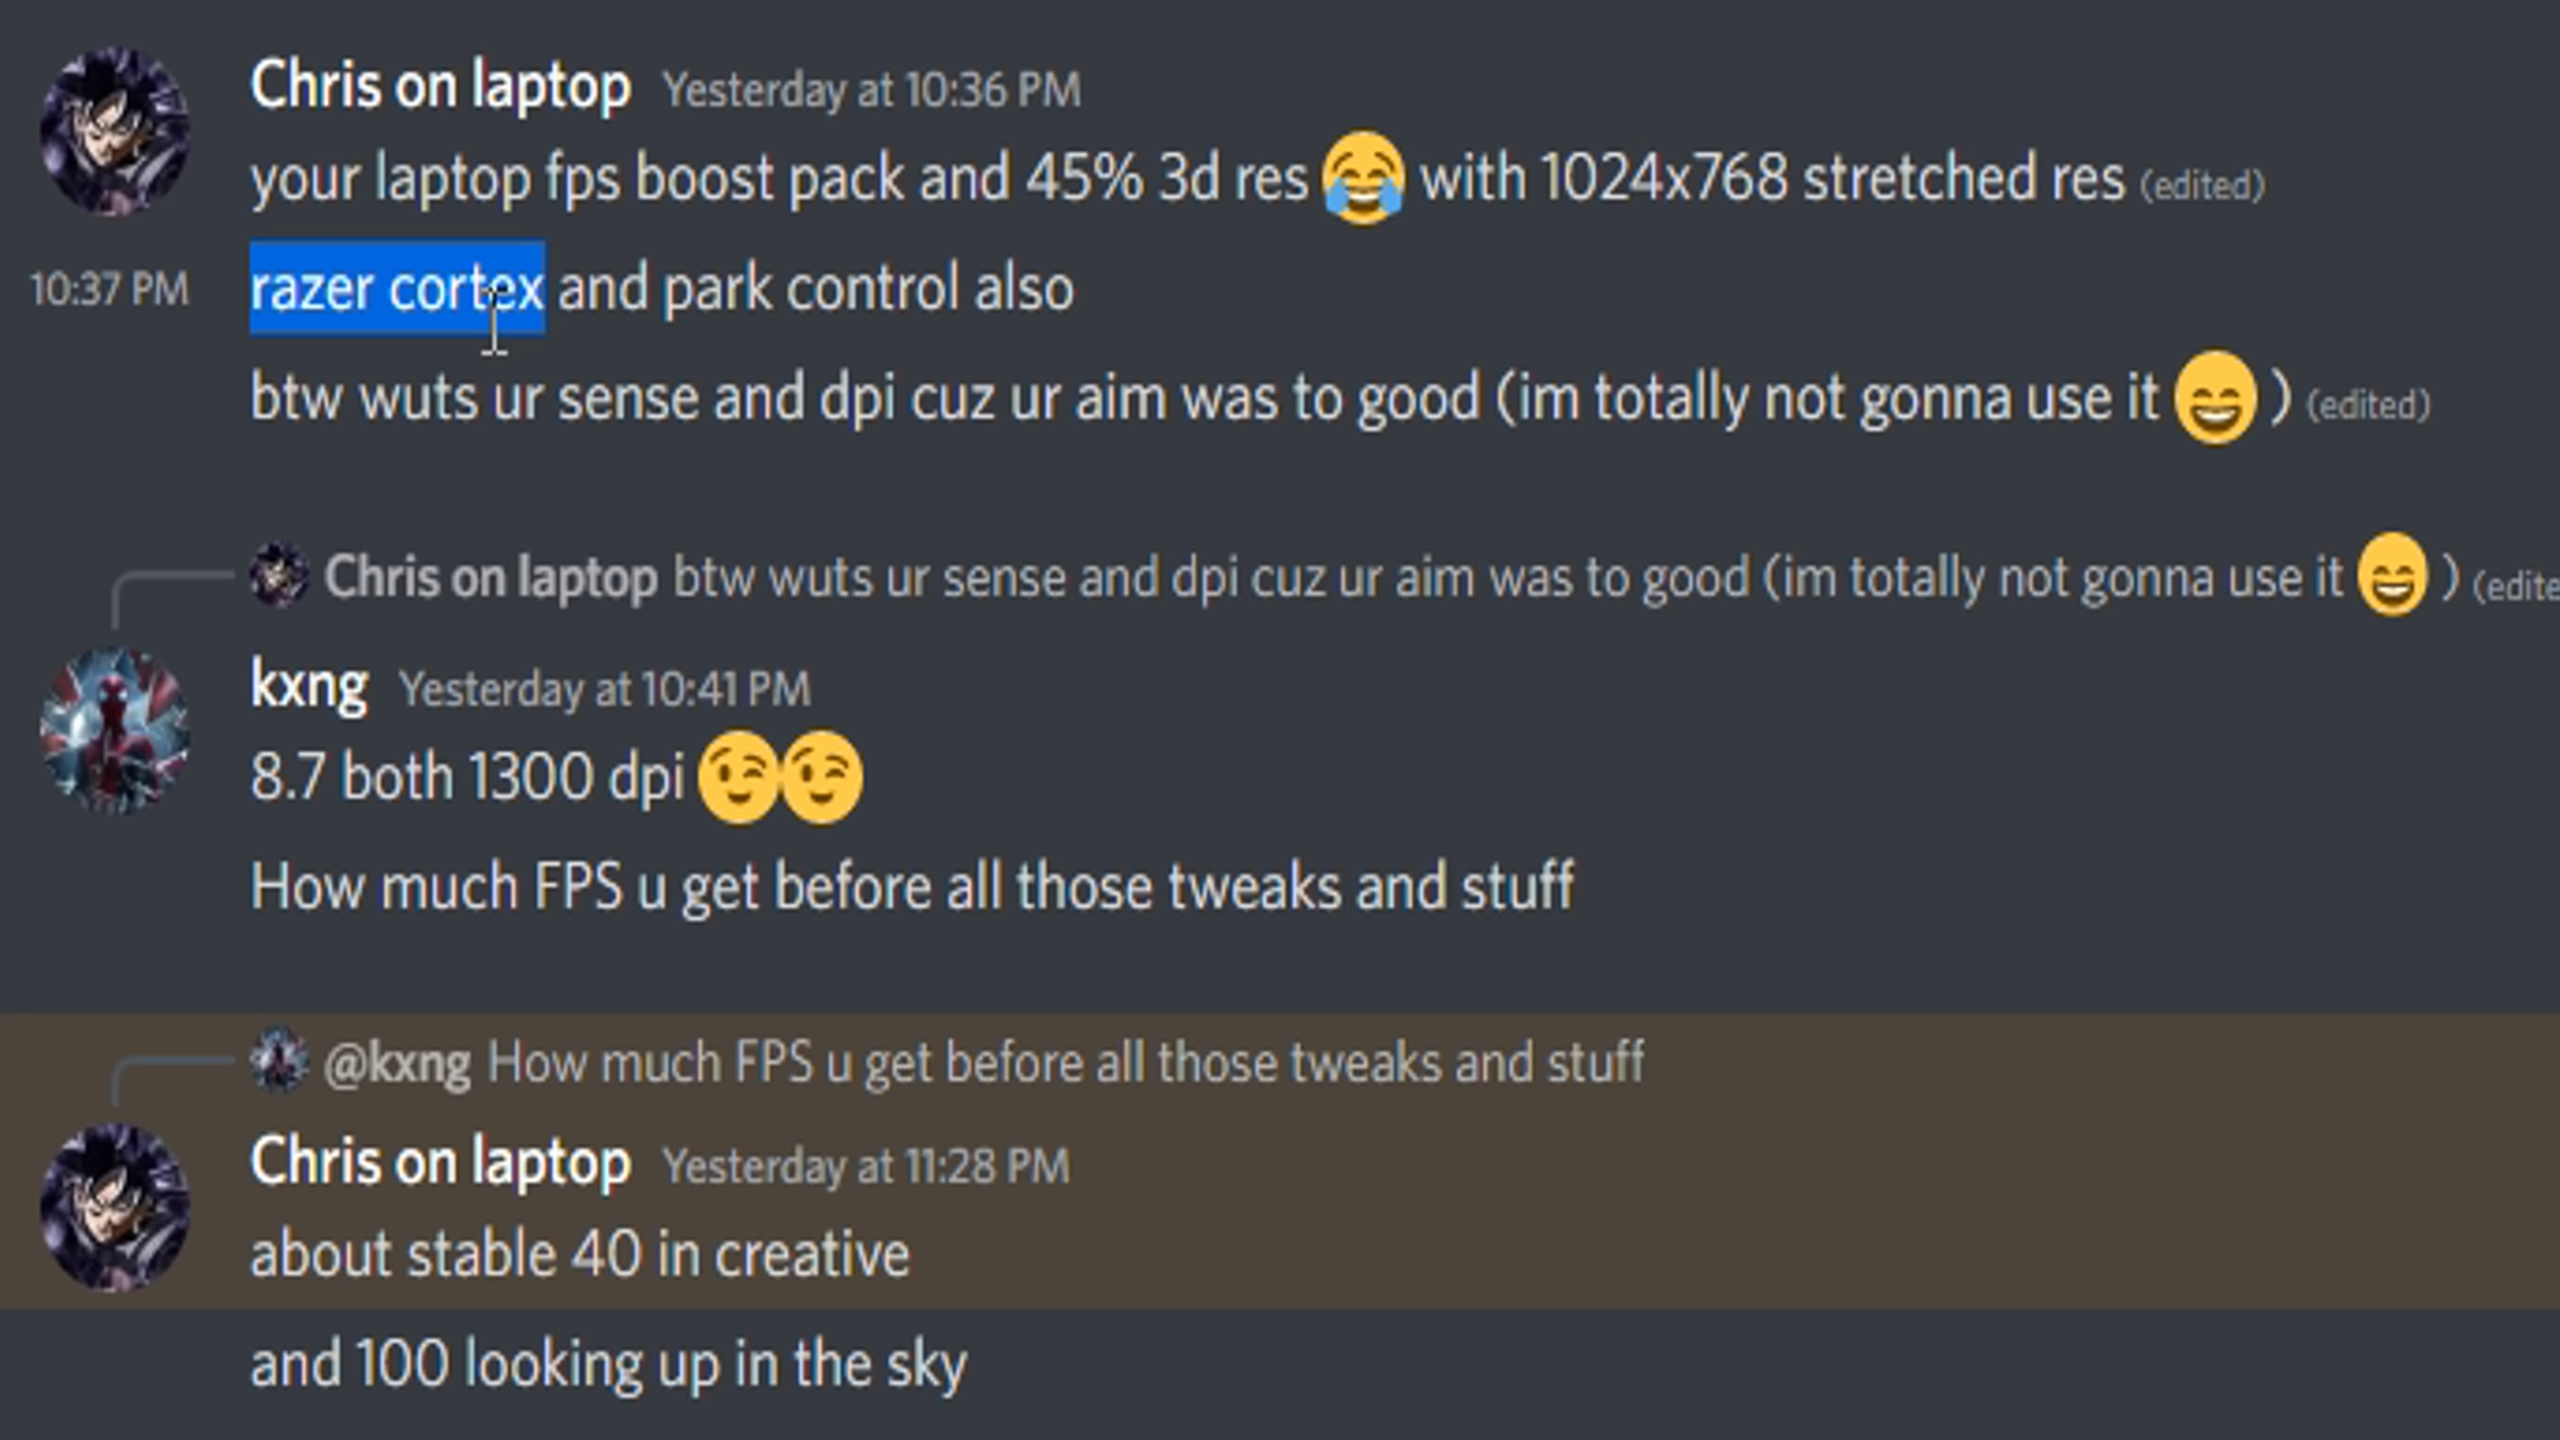 Chris on laptop Yesterday at 10:36 PM
your laptop fps boost pack and 45% 3d res 😂 with 1024x768 stretched res (edited)
10:37 PM razer cortex and park control also
btw wuts ur sense and dpi cuz ur aim was to good (im totally not gonna use it 😄 ) (edited)
Chris on laptop btw wuts ur sense and dpi cuz ur aim was to good (im totally not gonna use it 😄 ) (edite
kxng Yesterday at 10:41 PM
8.7 both 1300 dpi 😉😉
How much FPS u get before all those tweaks and stuff
@kxng How much FPS u get before all those tweaks and stuff
Chris on laptop Yesterday at 11:28 PM
about stable 40 in creative
and 100 looking up in the sky